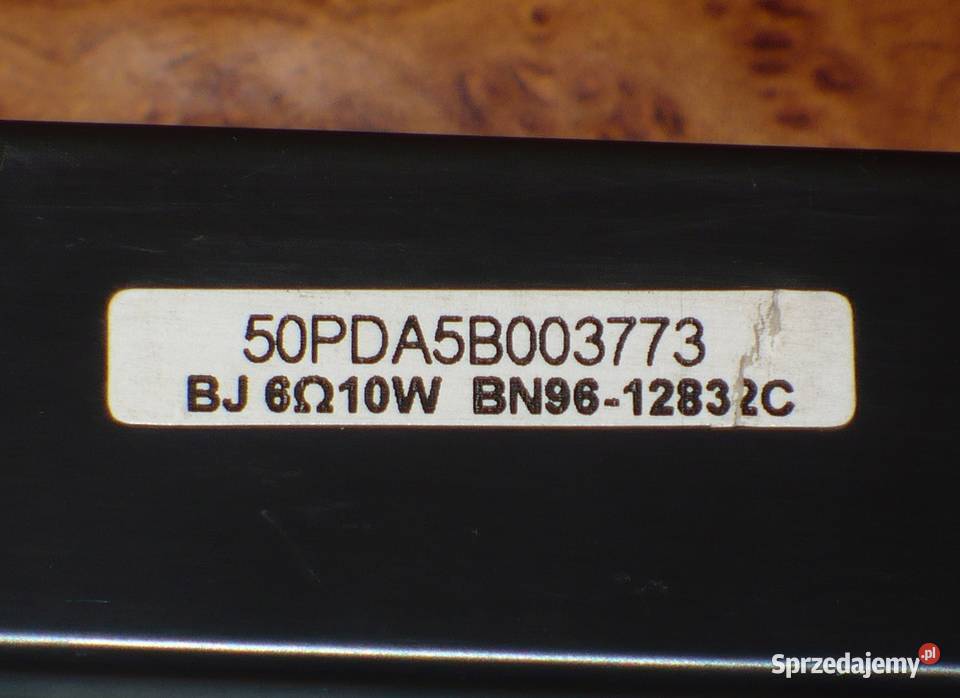 50PDA5B003773
BJ 6Ω10W BN96-12832C
Sprzedajemy.pl